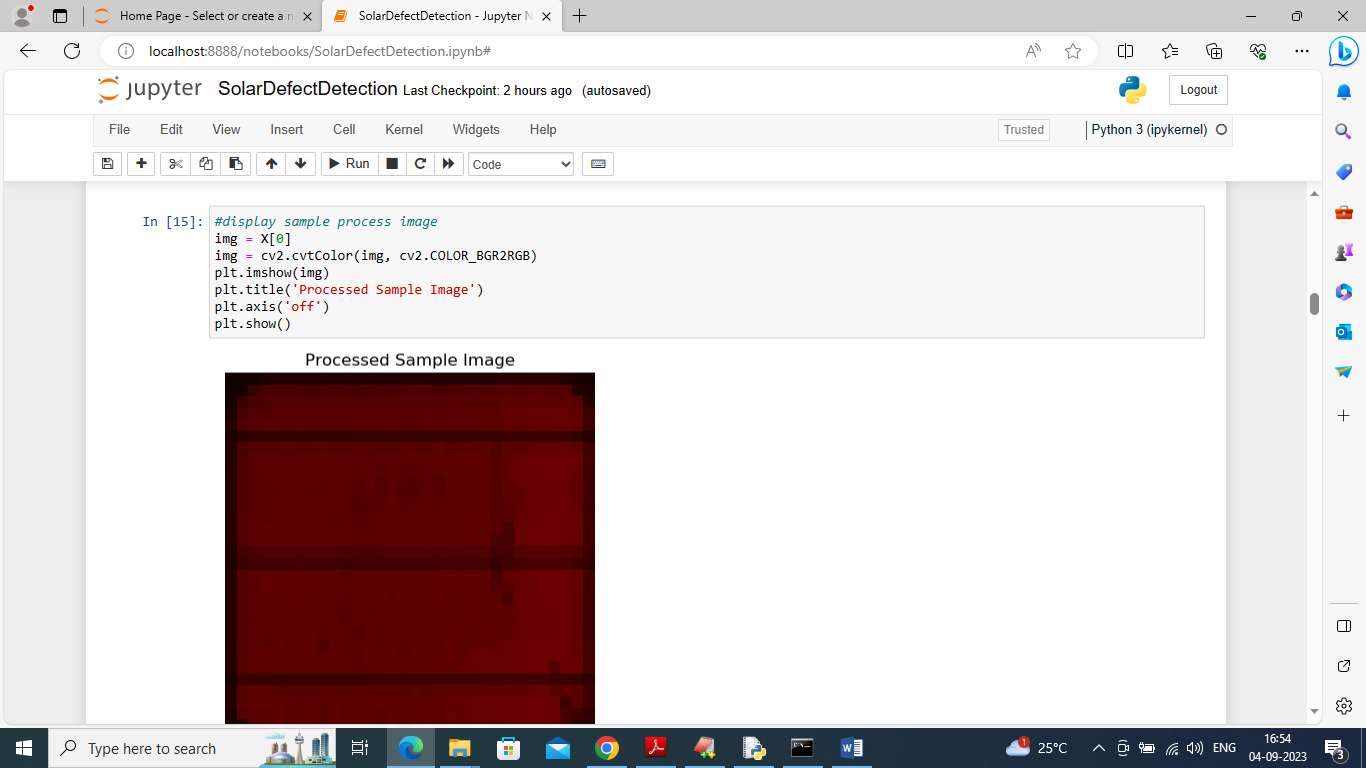 Home Page - Select or create a n
SolarDefectDetection - Jupyter N
localhost:8888/notebooks/SolarDefectDetection.ipynb#
jupyter SolarDefectDetection Last Checkpoint: 2 hours ago (autosaved)
Logout
File Edit View Insert Cell Kernel Widgets Help
Trusted
Python 3 (ipykernel)
Run
Code
In [15]:
#display sample process image
img = X[0]
img = cv2.cvtColor(img, cv2.COLOR_BGR2RGB)
plt.imshow(img)
plt.title('Processed Sample Image')
plt.axis('off')
plt.show()
Processed Sample Image
Type here to search
1
25°C
ENG
16:54
04-09-2023
3